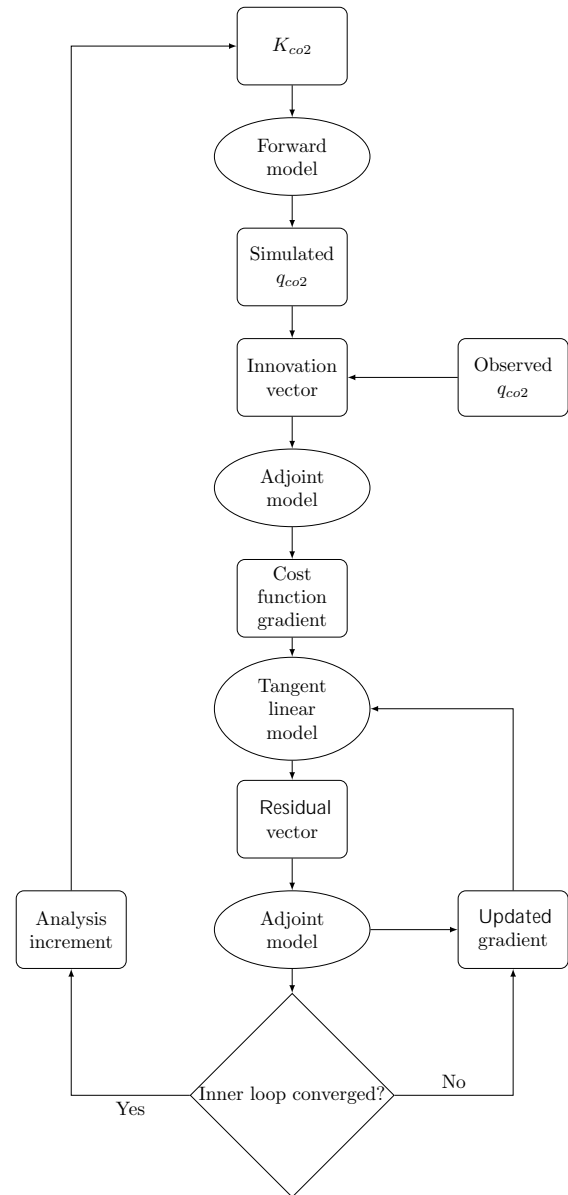 K_co2
Forward
model
Simulated
q_co2
Innovation
vector
Observed
q_co2
Adjoint
model
Cost
function
gradient
Tangent
linear
model
Residual
vector
Analysis
increment
Adjoint
model
Updated
gradient
Inner loop converged?
Yes
No